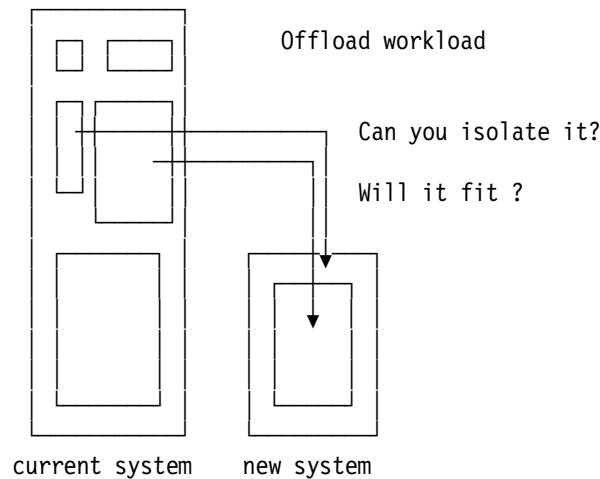 Offload workload
Can you isolate it?
Will it fit ?
current system
new system